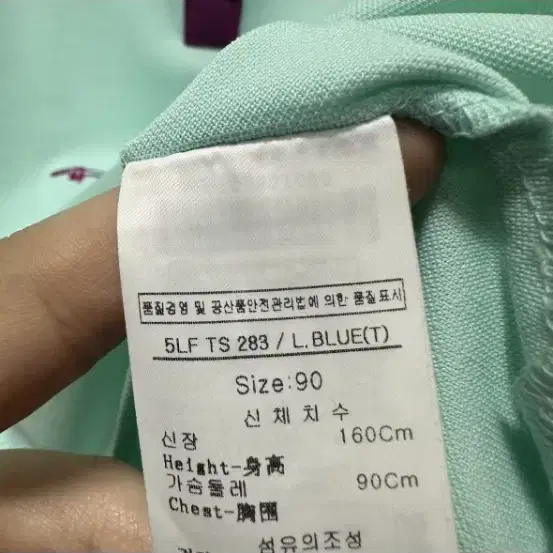 품질경영 및 공산품안전관리법에 의한 품질표시
5LF TS 283 / L.BLUE(T)
Size:90
신체치수
신장 160Cm
Height-身高
가슴둘레 90Cm
Chest-胸围
섬유의조성